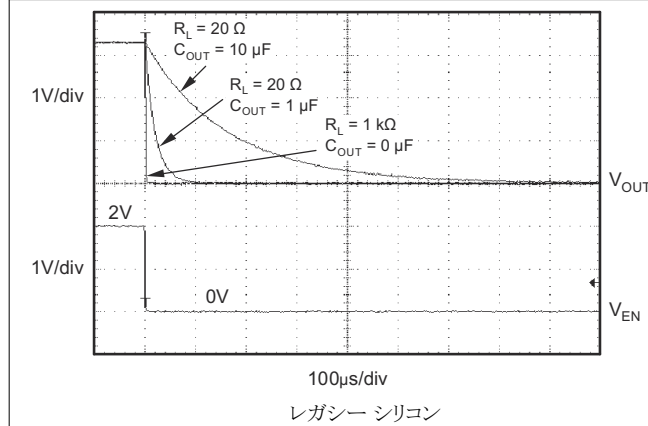 R_L = 20 Ω
C_OUT = 10 µF
R_L = 20 Ω
C_OUT = 1 µF
1V/div
R_L = 1 kΩ
C_OUT = 0 µF
V_OUT
2V
1V/div
0V
V_EN
100µs/div
レガシー シリコン